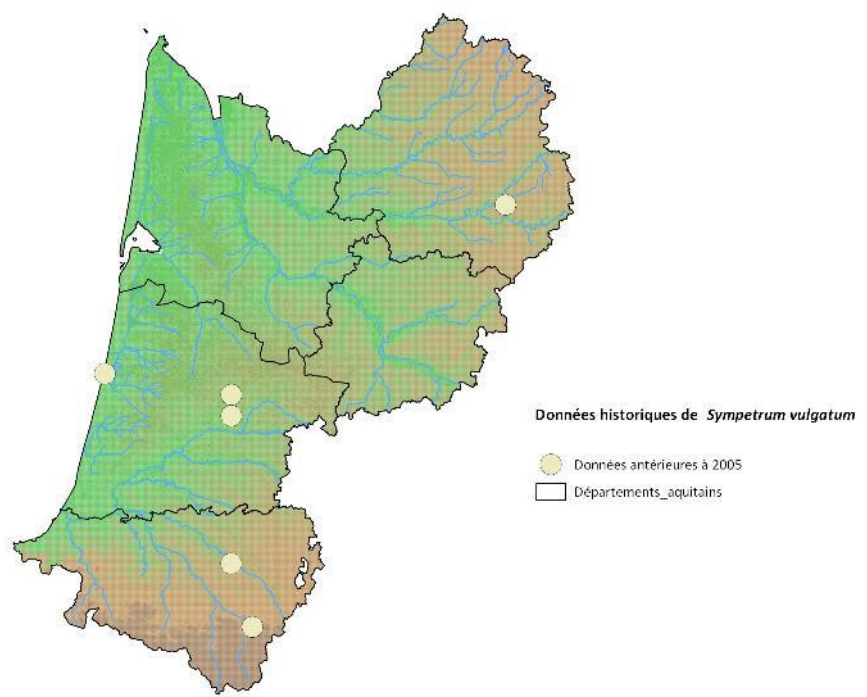 Données historiques de Sympetrum vulgatum
Données antérieures à 2005
Départements_aquitains